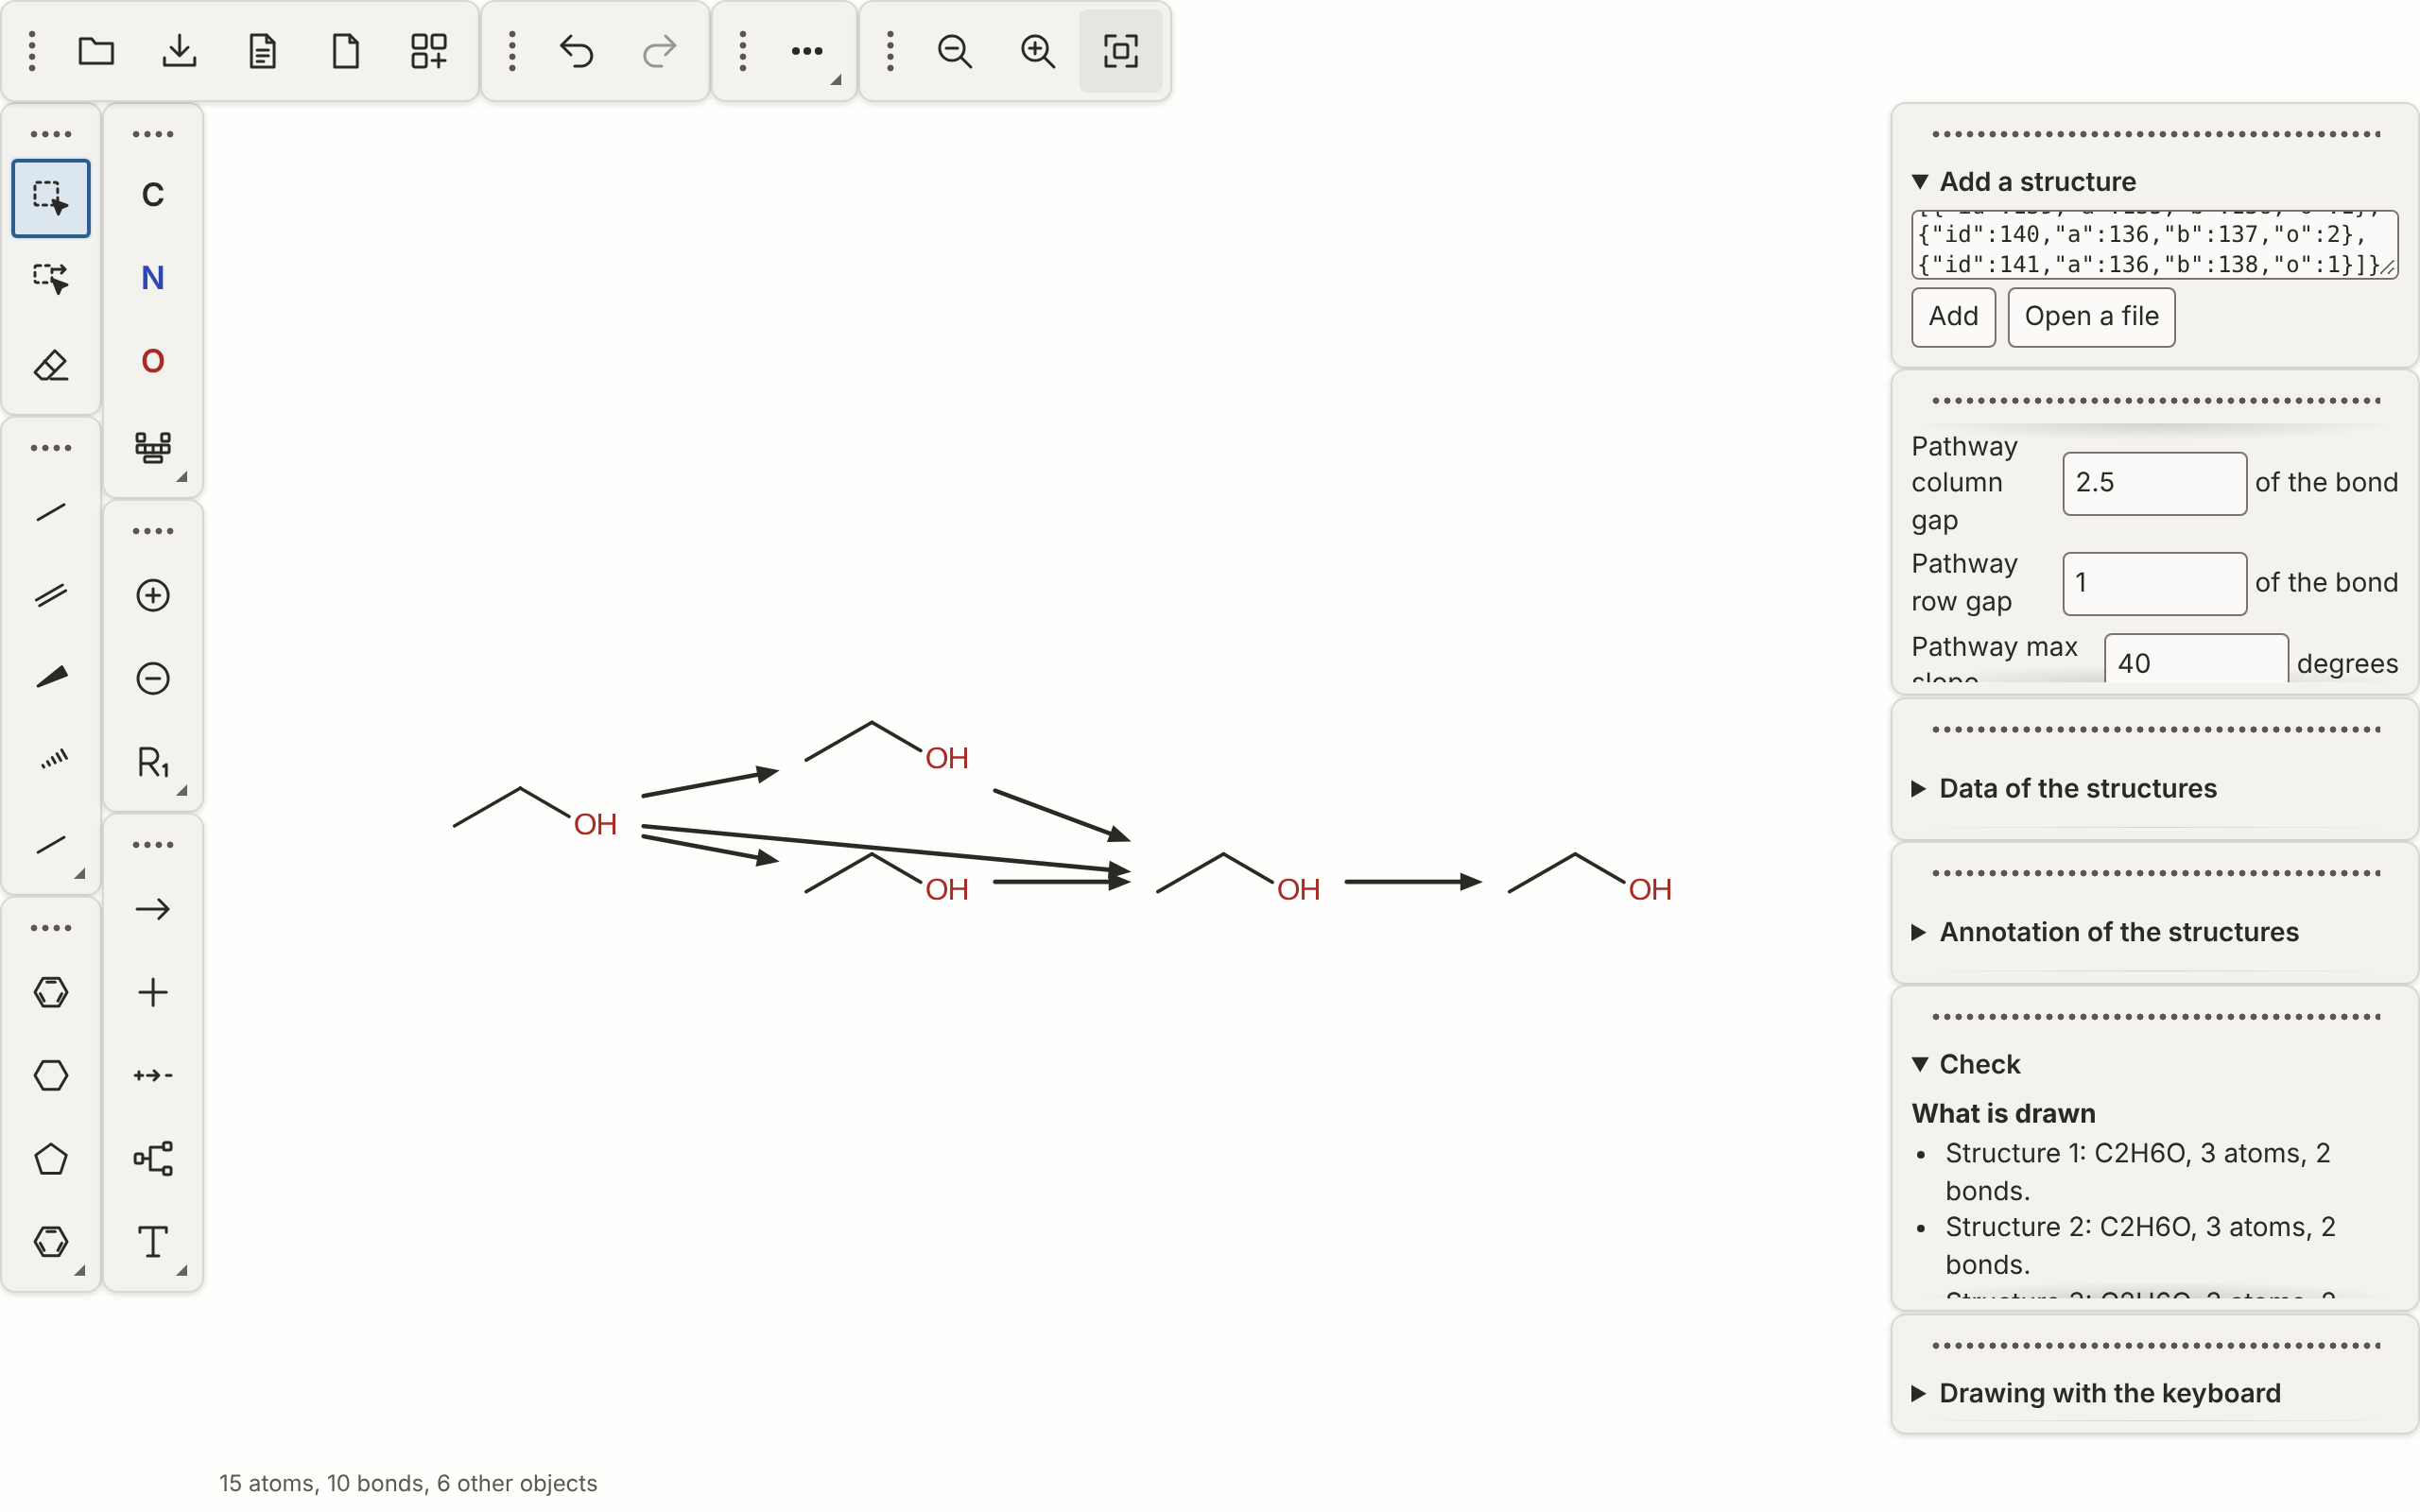 C
N
O
R1
T
OH
OH
OH
OH
OH
15 atoms, 10 bonds, 6 other objects
Add a structure
{"id":140,"a":136,"b":137,"o":2},
{"id":141,"a":136,"b":138,"o":1}]}
Add
Open a file
Pathway column gap
2.5
of the bond
Pathway row gap
1
of the bond
Pathway max slope
40
degrees
Data of the structures
Annotation of the structures
Check
What is drawn
Structure 1: C2H6O, 3 atoms, 2
bonds.
Structure 2: C2H6O, 3 atoms, 2
bonds.
Drawing with the keyboard